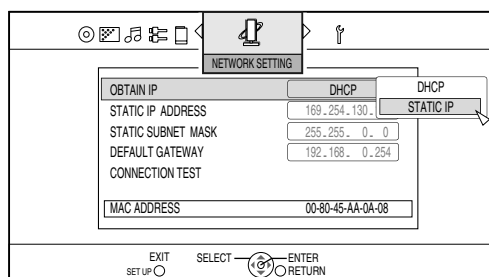 NETWORK SETTING
OBTAIN IP DHCP DHCP
STATIC IP
STATIC IP ADDRESS 169.254.130.
STATIC SUBNET MASK 255.255. 0. 0
DEFAULT GATEWAY 192.168. 0.254
CONNECTION TEST
MAC ADDRESS 00-80-45-AA-0A-08
EXIT SELECT ENTER
SET UP RETURN